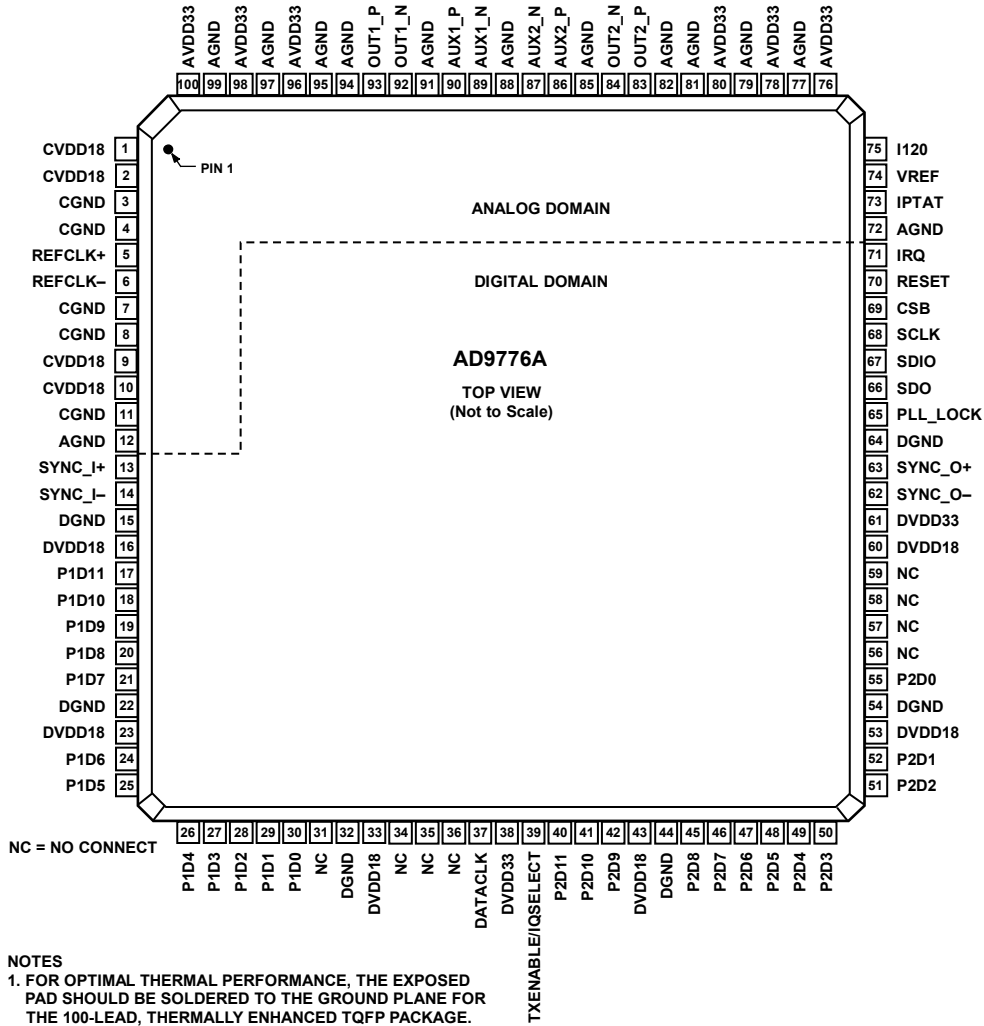 AVDD33
AGND
AVDD33
AGND
AVDD33
AGND
AGND
OUT1_P
OUT1_N
AGND
AUX1_P
AUX1_N
AGND
AUX2_N
AUX2_P
AGND
OUT2_N
OUT2_P
AGND
AGND
AVDD33
AGND
AVDD33
AGND
AVDD33
100 99 98 97 96 95 94 93 92 91 90 89 88 87 86 85 84 83 82 81 80 79 78 77 76
CVDD18 1
CVDD18 2
CGND 3
CGND 4
REFCLK+ 5
REFCLK– 6
CGND 7
CGND 8
CVDD18 9
CVDD18 10
CGND 11
AGND 12
SYNC_I+ 13
SYNC_I– 14
DGND 15
DVDD18 16
P1D11 17
P1D10 18
P1D9 19
P1D8 20
P1D7 21
DGND 22
DVDD18 23
P1D6 24
P1D5 25
PIN 1
ANALOG DOMAIN
DIGITAL DOMAIN
AD9776A
TOP VIEW
(Not to Scale)
75 I120
74 VREF
73 IPTAT
72 AGND
71 IRQ
70 RESET
69 CSB
68 SCLK
67 SDIO
66 SDO
65 PLL_LOCK
64 DGND
63 SYNC_O+
62 SYNC_O–
61 DVDD33
60 DVDD18
59 NC
58 NC
57 NC
56 NC
55 P2D0
54 DGND
53 DVDD18
52 P2D1
51 P2D2
26 27 28 29 30 31 32 33 34 35 36 37 38 39 40 41 42 43 44 45 46 47 48 49 50
P1D4
P1D3
P1D2
P1D1
P1D0
NC
DGND
DVDD18
NC
NC
NC
DATACLK
DVDD33
TXENABLE/IQSELECT
P2D11
P2D10
P2D9
DVDD18
DGND
P2D8
P2D7
P2D6
P2D5
P2D4
P2D3
NC = NO CONNECT
NOTES
1. FOR OPTIMAL THERMAL PERFORMANCE, THE EXPOSED
PAD SHOULD BE SOLDERED TO THE GROUND PLANE FOR
THE 100-LEAD, THERMALLY ENHANCED TQFP PACKAGE.